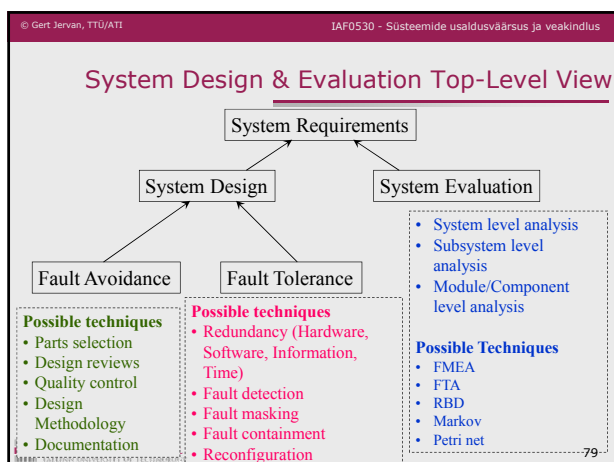 © Gert Jervan, TTÜ/ATI
IAF0530 - Süsteemide usaldusväärsus ja veakindlus
System Design & Evaluation Top-Level View
System Requirements
System Design
System Evaluation
Fault Avoidance
Fault Tolerance
Possible techniques
• Parts selection
• Design reviews
• Quality control
• Design
Methodology
• Documentation
Possible techniques
• Redundancy (Hardware,
Software, Information,
Time)
• Fault detection
• Fault masking
• Fault containment
• Reconfiguration
• System level analysis
• Subsystem level
analysis
• Module/Component
level analysis
Possible Techniques
• FMEA
• FTA
• RBD
• Markov
• Petri net
79